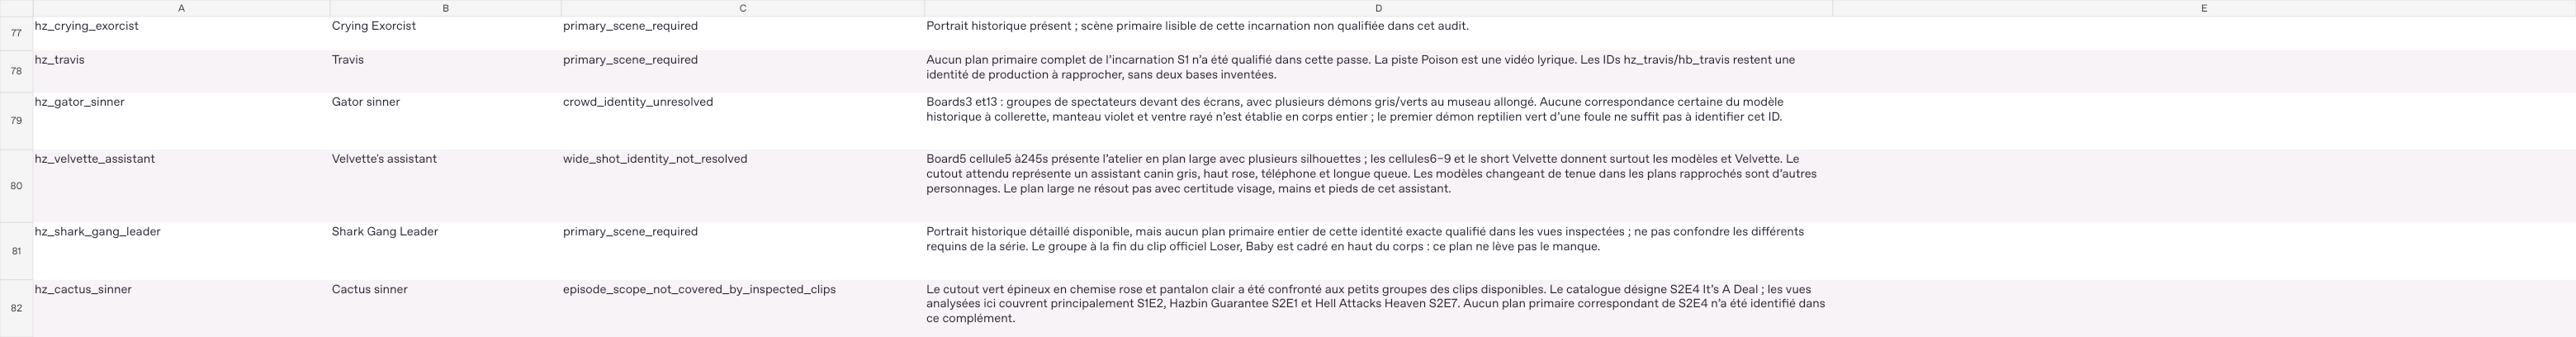 A B C D E
77 hz_crying_exorcist Crying Exorcist primary_scene_required Portrait historique présent ; scène primaire lisible de cette incarnation non qualifiée dans cet audit.
78 hz_travis Travis primary_scene_required Aucun plan primaire complet de l’incarnation S1 n’a été qualifié dans cette passe. La piste Poison est une vidéo lyrique. Les IDs hz_travis/hb_travis restent une
identité de production à rapprocher, sans deux bases inventées.
79 hz_gator_sinner Gator sinner crowd_identity_unresolved Boards3 et13 : groupes de spectateurs devant des écrans, avec plusieurs démons gris/verts au museau allongé. Aucune correspondance certaine du modèle
historique à collerette, manteau violet et ventre rayé n’est établie en corps entier ; le premier démon reptilien vert d’une foule ne suffit pas à identifier cet ID.
80 hz_velvette_assistant Velvette's assistant wide_shot_identity_not_resolved Board5 cellule5 à245s présente l’atelier en plan large avec plusieurs silhouettes ; les cellules6–9 et le short Velvette donnent surtout les modèles et Velvette. Le
cutout attendu représente un assistant canin gris, haut rose, téléphone et longue queue. Les modèles changeant de tenue dans les plans rapprochés sont d’autres
personnages. Le plan large ne résout pas avec certitude visage, mains et pieds de cet assistant.
81 hz_shark_gang_leader Shark Gang Leader primary_scene_required Portrait historique détaillé disponible, mais aucun plan primaire entier de cette identité exacte qualifié dans les vues inspectées ; ne pas confondre les différents
requins de la série. Le groupe à la fin du clip officiel Loser, Baby est cadré en haut du corps : ce plan ne lève pas le manque.
82 hz_cactus_sinner Cactus sinner episode_scope_not_covered_by_inspected_clips Le cutout vert épineux en chemise rose et pantalon clair a été confronté aux petits groupes des clips disponibles. Le catalogue désigne S2E4 It’s A Deal ; les vues
analysées ici couvrent principalement S1E2, Hazbin Guarantee S2E1 et Hell Attacks Heaven S2E7. Aucun plan primaire correspondant de S2E4 n’a été identifié dans
ce complément.